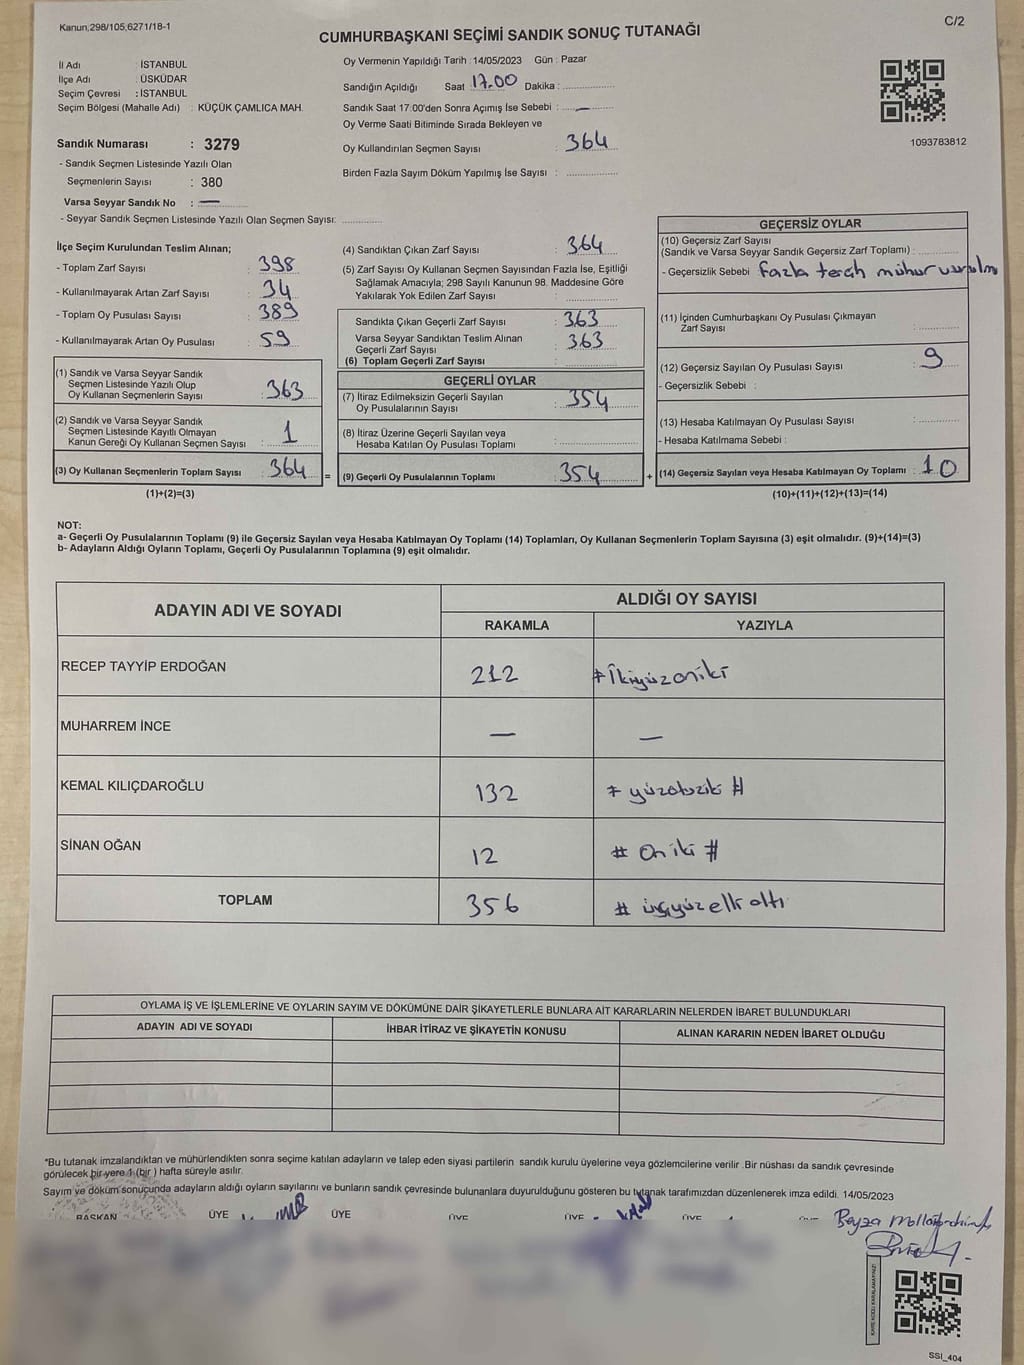 Kanun;298/105,6271/18-1
C/2
CUMHURBAŞKANI SEÇİMİ SANDIK SONUÇ TUTANAĞI
İl Adı : İSTANBUL
İlçe Adı : ÜSKÜDAR
Seçim Çevresi : İSTANBUL
Seçim Bölgesi (Mahalle Adı) : KÜÇÜK ÇAMLICA MAH.
Sandık Numarası : 3279
- Sandık Seçmen Listesinde Yazılı Olan
Seçmenlerin Sayısı : 380
Varsa Seyyar Sandık No : —
- Seyyar Sandık Seçmen Listesinde Yazılı Olan Seçmen Sayısı:
Oy Vermenin Yapıldığı Tarih : 14/05/2023 Gün : Pazar
Sandığın Açıldığı Saat 17.00 Dakika :
Sandık Saat 17:00'den Sonra Açımış İse Sebebi : —
Oy Verme Saati Bitiminde Sırada Bekleyen ve
Oy Kullandırılan Seçmen Sayısı : 364
Birden Fazla Sayım Döküm Yapılmış İse Sayısı :
1093783812
İlçe Seçim Kurulundan Teslim Alınan;
- Toplam Zarf Sayısı : 398
- Kullanılmayarak Artan Zarf Sayısı : 34
- Toplam Oy Pusulası Sayısı : 389
- Kullanılmayarak Artan Oy Pusulası : 59
(1) Sandık ve Varsa Seyyar Sandık
Seçmen Listesinde Yazılı Olup
Oy Kullanan Seçmenlerin Sayısı : 363
(2) Sandık ve Varsa Seyyar Sandık
Seçmen Listesinde Kayıtlı Olmayan
Kanun Gereği Oy Kullanan Seçmen Sayısı : 1
(3) Oy Kullanan Seçmenlerin Toplam Sayısı : 364
(1)+(2)=(3)
=
(4) Sandıktan Çıkan Zarf Sayısı : 364
(5) Zarf Sayısı Oy Kullanan Seçmen Sayısından Fazla İse, Eşitliği
Sağlamak Amacıyla; 298 Sayılı Kanunun 98. Maddesine Göre
Yakılarak Yok Edilen Zarf Sayısı :
Sandıkta Çıkan Geçerli Zarf Sayısı : 363
Varsa Seyyar Sandıktan Teslim Alınan
Geçerli Zarf Sayısı : 363
(6) Toplam Geçerli Zarf Sayısı :
GEÇERLİ OYLAR
(7) İtiraz Edilmeksizin Geçerli Sayılan
Oy Pusulalarının Sayısı : 354
(8) İtiraz Üzerine Geçerli Sayılan veya
Hesaba Katılan Oy Pusulası Toplamı :
(9) Geçerli Oy Pusulalarının Toplamı : 354
+
GEÇERSİZ OYLAR
(10) Geçersiz Zarf Sayısı
(Sandık ve Varsa Seyyar Sandık Geçersiz Zarf Toplamı) :
- Geçersizlik Sebebi : fazla tercih mühür
(11) İçinden Cumhurbaşkanı Oy Pusulası Çıkmayan
Zarf Sayısı :
(12) Geçersiz Sayılan Oy Pusulası Sayısı : 9
- Geçersizlik Sebebi :
(13) Hesaba Katılmayan Oy Pusulası Sayısı :
- Hesaba Katılmama Sebebi :
(14) Geçersiz Sayılan veya Hesaba Katılmayan Oy Toplamı : 10
(10)+(11)+(12)+(13)=(14)
NOT:
a- Geçerli Oy Pusulalarının Toplamı (9) ile Geçersiz Sayılan veya Hesaba Katılmayan Oy Toplamı (14) Toplamları, Oy Kullanan Seçmenlerin Toplam Sayısına (3) eşit olmalıdır. (9)+(14)=(3)
b- Adayların Aldığı Oyların Toplamı, Geçerli Oy Pusulalarının Toplamına (9) eşit olmalıdır.
ADAYIN ADI VE SOYADI
ALDIĞI OY SAYISI
RAKAMLA YAZIYLA
RECEP TAYYİP ERDOĞAN 212 # İkiyüzoniki
MUHARREM İNCE — —
KEMAL KILIÇDAROĞLU 132 # yüzotuziki #
SİNAN OĞAN 12 # Oniki #
TOPLAM 356 # üçyüzellialtı
OYLAMA İŞ VE İŞLEMLERİNE VE OYLARIN SAYIM VE DÖKÜMÜNE DAİR ŞİKAYETLERLE BUNLARA AİT KARARLARIN NELERDEN İBARET BULUNDUKLARI
ADAYIN ADI VE SOYADI İHBAR İTİRAZ VE ŞİKAYETİN KONUSU ALINAN KARARIN NEDEN İBARET OLDUĞU
*Bu tutanak imzalandıktan ve mühürlendikten sonra seçime katılan adayların ve talep eden siyasi partilerin sandık kurulu üyelerine veya gözlemcilerine verilir .Bir nüshası da sandık çevresinde
görülecek bir yere 1 (bir ) hafta süreyle asılır.
Sayım ve döküm sonuçunda adayların aldığı oyların sayılarını ve bunların sandık çevresinde bulunanlara duyurulduğunu gösteren bu tutanak tarafımızdan düzenlenerek imza edildi. 14/05/2023
BAŞKAN ÜYE ÜYE ÜYE ÜYE ÜYE
Beyza
SSI_404